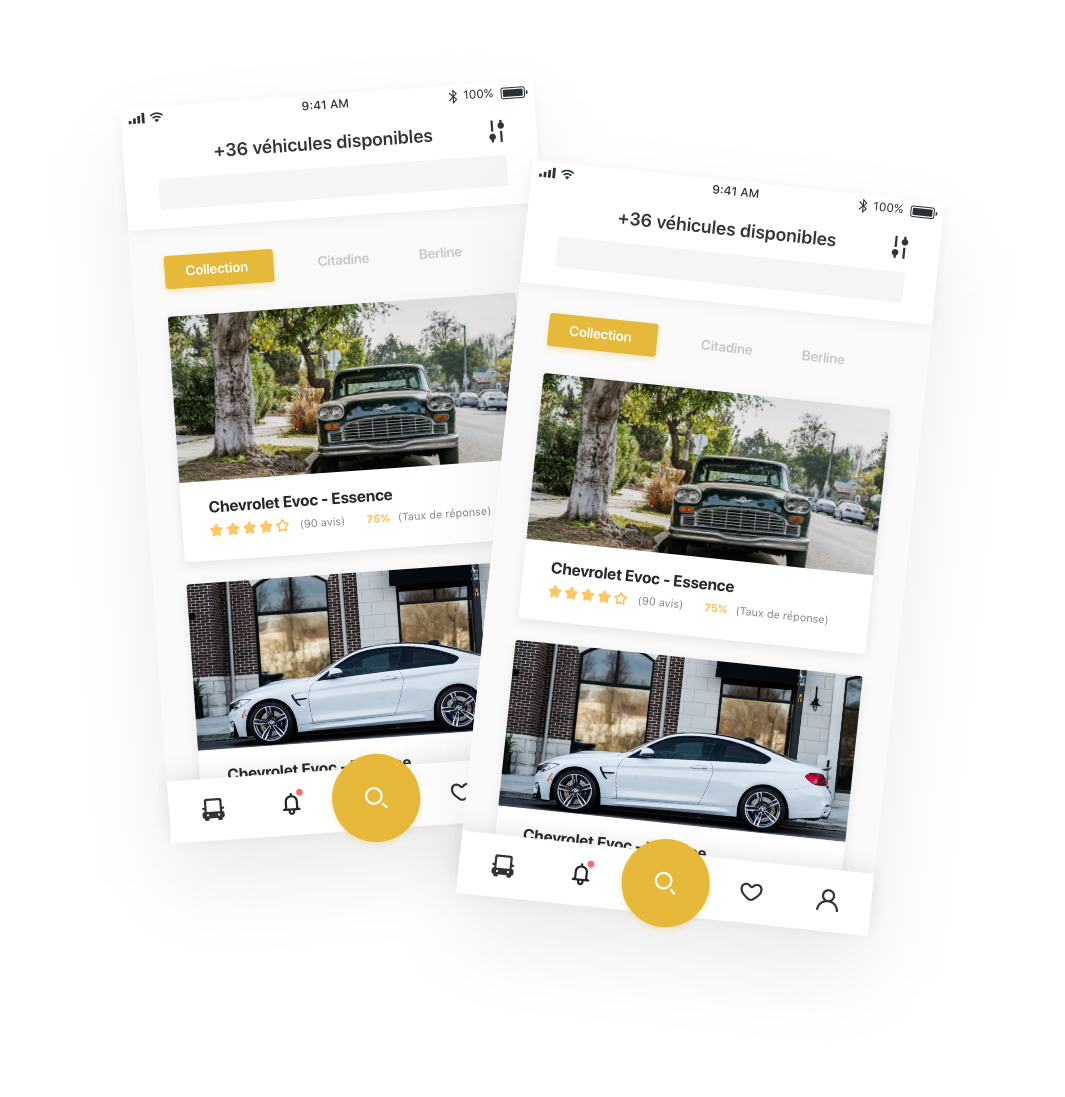 9:41 AM
100%
+36 véhicules disponibles
Collection
Citadine
Berline
Chevrolet Evoc - Essence
(90 avis)
75%
(Taux de réponse)
Chevrolet Evoc -
9:41 AM
100%
+36 véhicules disponibles
Collection
Citadine
Berline
Chevrolet Evoc - Essence
(90 avis)
75%
(Taux de réponse)
Chevrolet Evoc -